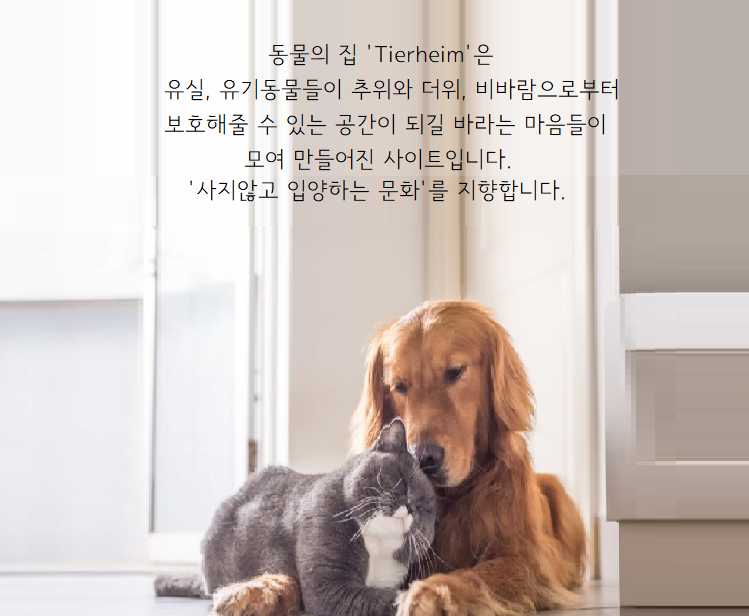 동물의 집 'Tierheim'은
유실, 유기동물들이 추위와 더위, 비바람으로부터
보호해줄 수 있는 공간이 되길 바라는 마음들이
모여 만들어진 사이트입니다.
'사지않고 입양하는 문화'를 지향합니다.